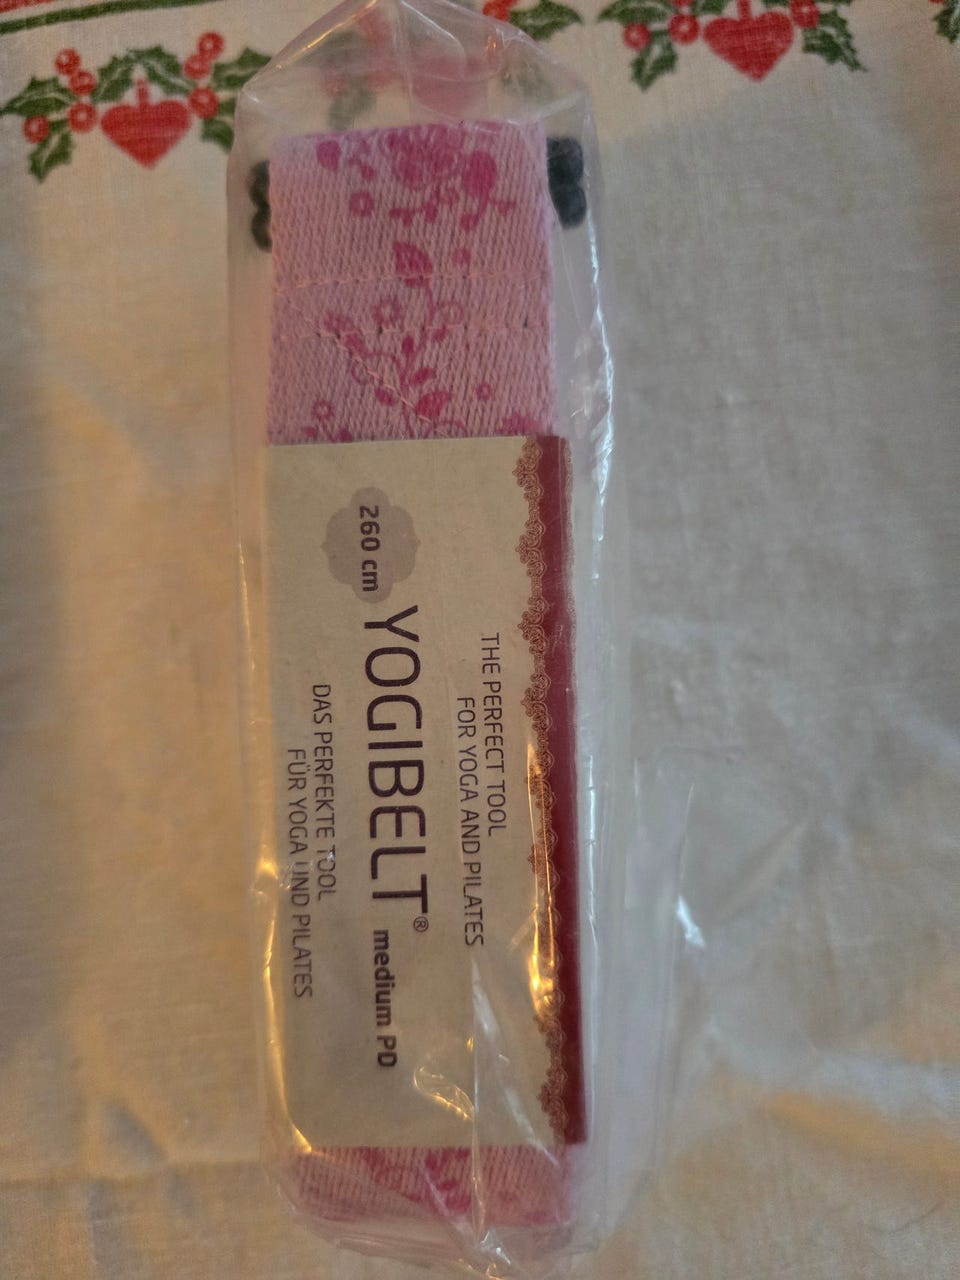 THE PERFECT TOOL
FOR YOGA AND PILATES
260 cm YOGIBELT® medium PD
DAS PERFEKTE TOOL
FÜR YOGA UND PILATES